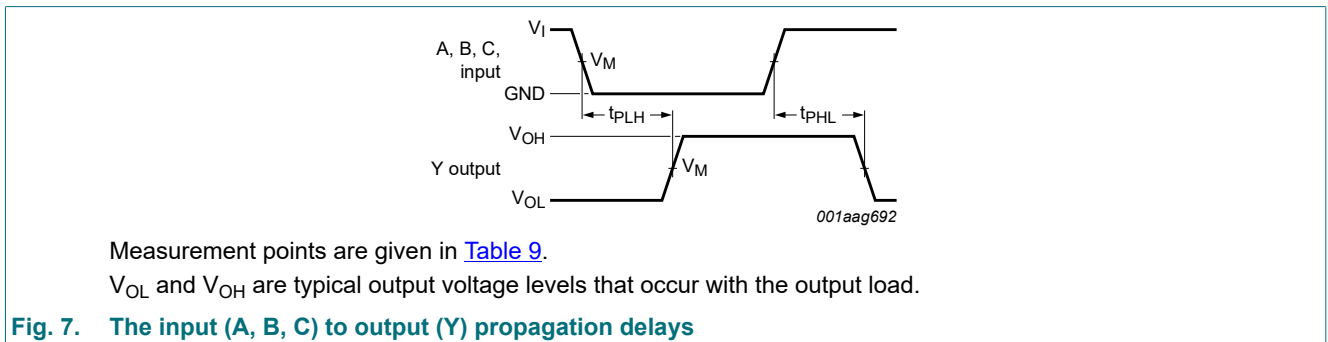 V_I
A, B, C,
input
V_M
GND
t_PLH
t_PHL
V_OH
Y output
V_M
V_OL
001aag692
Measurement points are given in Table 9.
V_OL and V_OH are typical output voltage levels that occur with the output load.
Fig. 7. The input (A, B, C) to output (Y) propagation delays